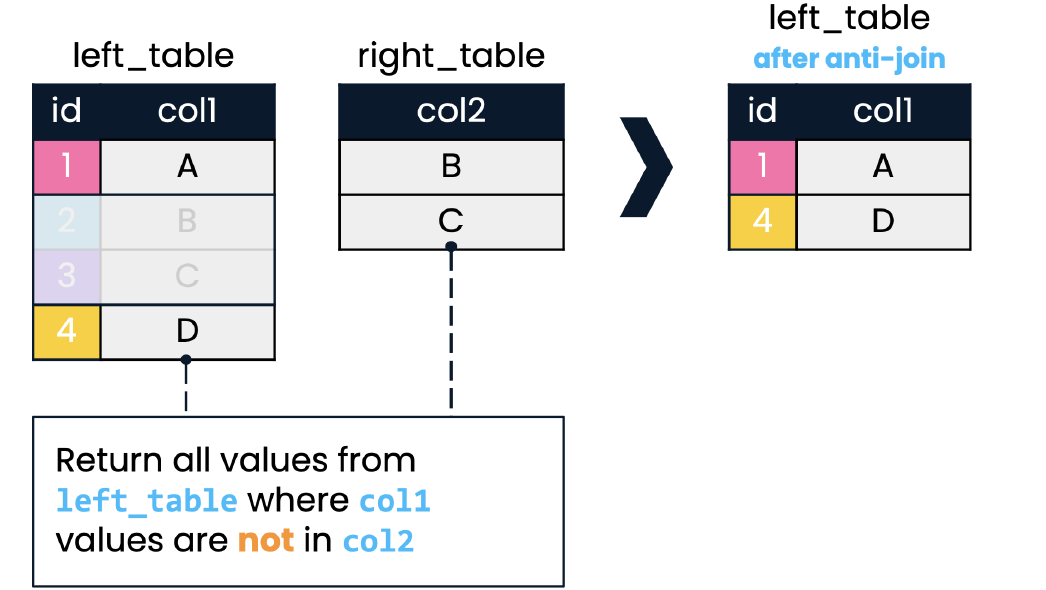 left_table
id col1
1 A
2 B
3 C
4 D
right_table
col2
B
C
left_table
after anti-join
id col1
1 A
4 D
Return all values from
left_table where col1
values are not in col2